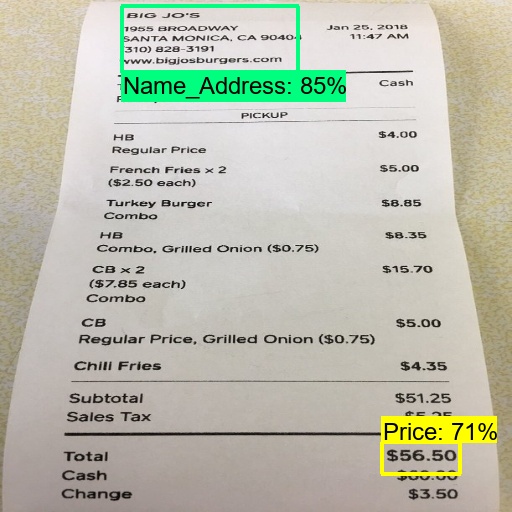 BIG JO'S
1955 BROADWAY Jan 25, 2018
SANTA MONICA, CA 90404 11:47 AM
(310) 828-3191
www.bigjosburgers.com
Name_Address: 85%
Cash
PICKUP
HB $4.00
Regular Price
French Fries x 2 $5.00
($2.50 each)
Turkey Burger $8.85
Combo
HB $8.35
Combo, Grilled Onion ($0.75)
CB x 2 $15.70
($7.85 each)
Combo
CB $5.00
Regular Price, Grilled Onion ($0.75)
Chili Fries $4.35
Subtotal $51.25
Sales Tax $5.25
Price: 71%
Total $56.50
Cash $60.00
Change $3.50